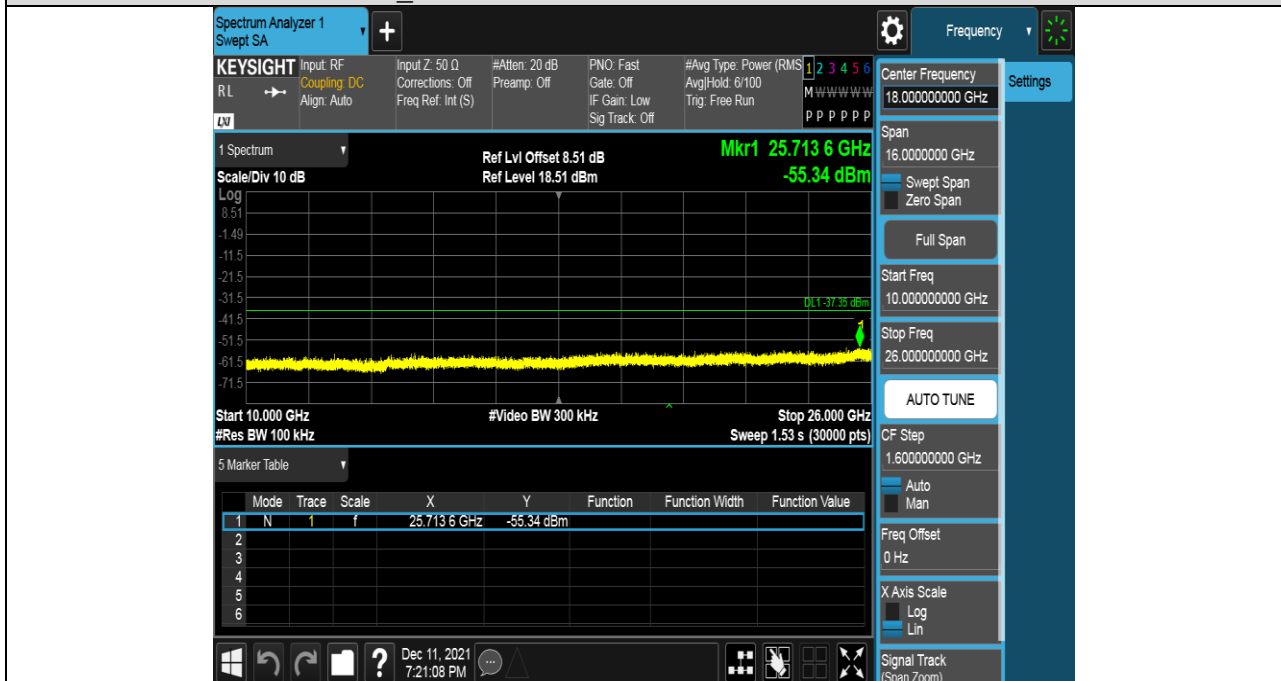 Spectrum Analyzer 1
Swept SA
Frequency
KEYSIGHT
RL
LXI
Input: RF
Coupling: DC
Align: Auto
Input Z: 50 Ω
Corrections: Off
Freq Ref: Int (S)
#Atten: 20 dB
Preamp: Off
PNO: Fast
Gate: Off
IF Gain: Low
Sig Track: Off
#Avg Type: Power (RMS
Avg|Hold: 6/100
Trig: Free Run
1 2 3 4 5 6
M W W W W W
P P P P P P
1 Spectrum
Scale/Div 10 dB
Ref Lvl Offset 8.51 dB
Ref Level 18.51 dBm
Mkr1 25.713 6 GHz
-55.34 dBm
Log
8.51
-1.49
-11.5
-21.5
-31.5
-41.5
-51.5
-61.5
-71.5
DL1 -37.35 dBm
1
Start 10.000 GHz
#Video BW 300 kHz
Stop 26.000 GHz
#Res BW 100 kHz
Sweep 1.53 s (30000 pts)
5 Marker Table
Mode Trace Scale X Y Function Function Width Function Value
1 N 1 f 25.713 6 GHz -55.34 dBm
2
3
4
5
6
Dec 11, 2021
7:21:08 PM
Center Frequency
18.000000000 GHz
Settings
Span
16.0000000 GHz
Swept Span
Zero Span
Full Span
Start Freq
10.000000000 GHz
Stop Freq
26.000000000 GHz
AUTO TUNE
CF Step
1.600000000 GHz
Auto
Man
Freq Offset
0 Hz
X Axis Scale
Log
Lin
Signal Track
(Span Zoom)